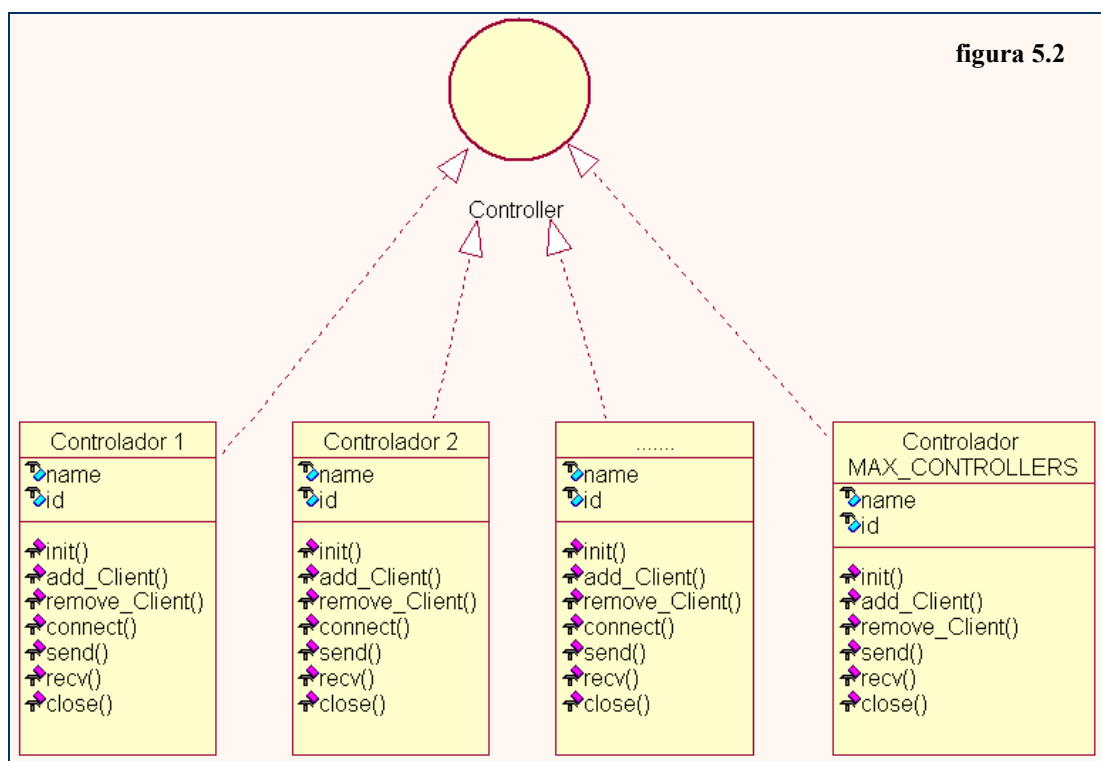 figura 5.2
Controller
Controlador 1
name
id
init()
add_Client()
remove_Client()
connect()
send()
recv()
close()
Controlador 2
name
id
init()
add_Client()
remove_Client()
connect()
send()
recv()
close()
.......
name
id
init()
add_Client()
remove_Client()
connect()
send()
recv()
close()
Controlador
MAX_CONTROLLERS
name
id
init()
add_Client()
remove_Client()
send()
recv()
close()